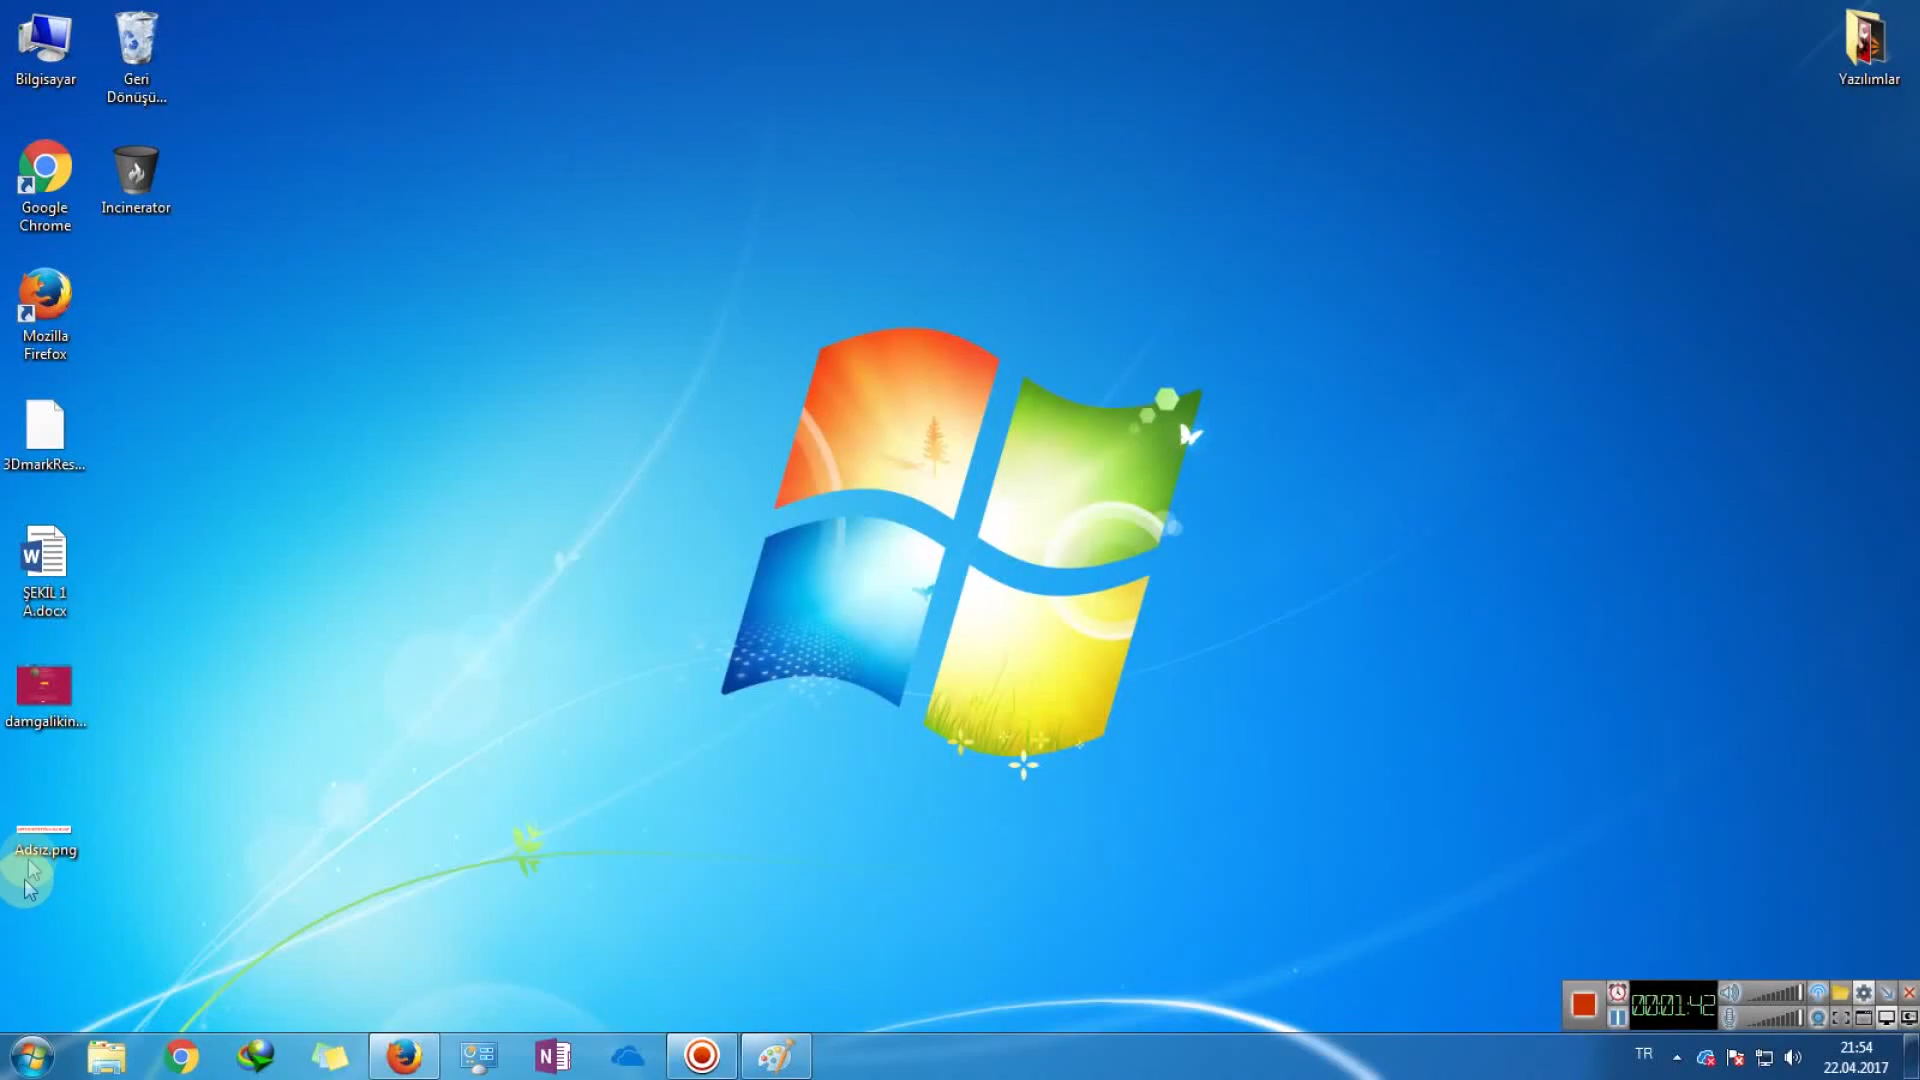 Bilgisayar
Geri
Dönüşü...
Yazılımlar
Google
Chrome
Incinerator
Mozilla
Firefox
3DmarkRes...
W
ŞEKİL 1
A.docx
damgalikin...
Adsız.png
00:01:42
N
TR
21:54
22.04.2017